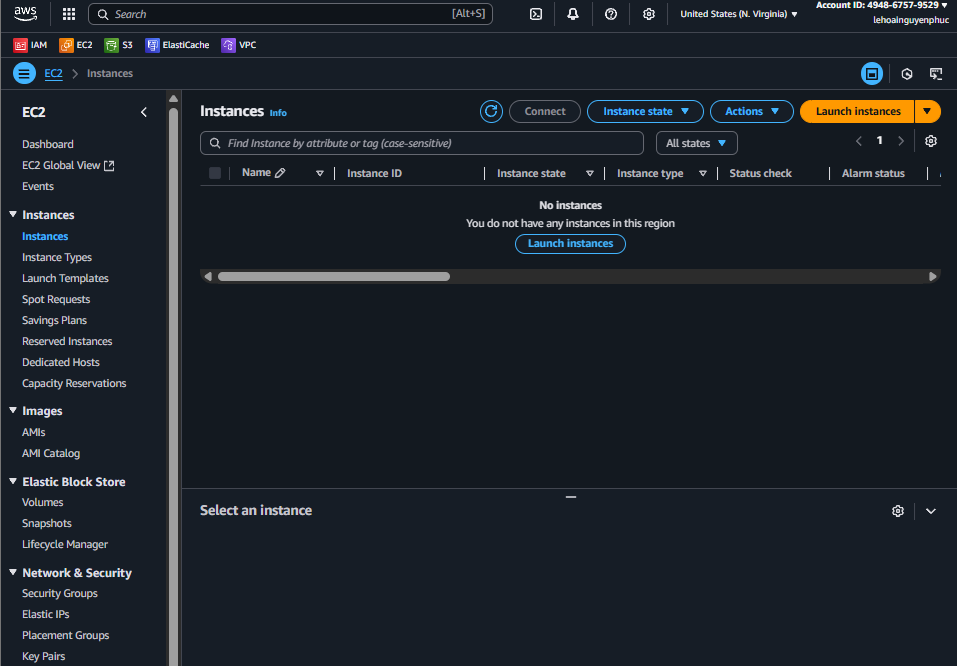 aws Search [Alt+S] United States (N. Virginia) Account ID: 4948-6757-9529
lehoainguyenphuc
IAM EC2 S3 ElastiCache VPC
EC2 Instances
EC2
Dashboard
EC2 Global View
Events
Instances
Instances
Instance Types
Launch Templates
Spot Requests
Savings Plans
Reserved Instances
Dedicated Hosts
Capacity Reservations
Images
AMIs
AMI Catalog
Elastic Block Store
Volumes
Snapshots
Lifecycle Manager
Network & Security
Security Groups
Elastic IPs
Placement Groups
Key Pairs
Instances Info Connect Instance state Actions Launch instances
Find Instance by attribute or tag (case-sensitive) All states 1
Name Instance ID Instance state Instance type Status check Alarm status
No instances
You do not have any instances in this region
Launch instances
Select an instance